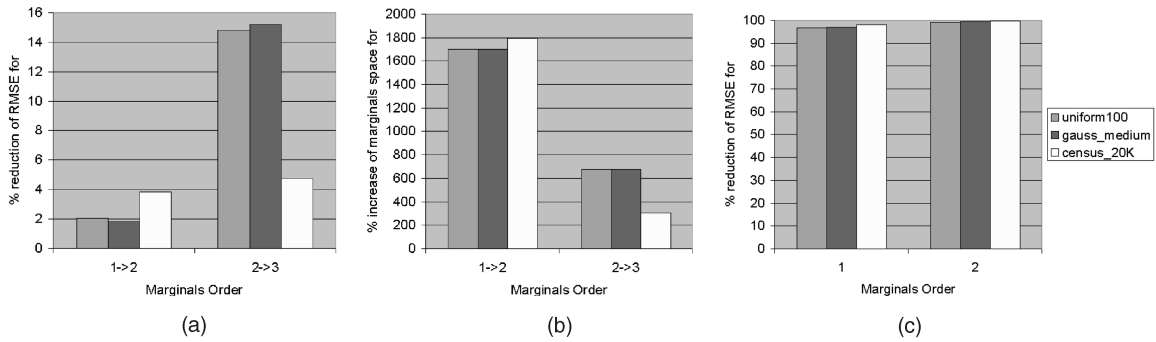 % reduction of RMSE for
16
14
12
10
8
6
4
2
0
1->2 2->3
Marginals Order
(a)
% increase of marginals space for
2000
1800
1600
1400
1200
1000
800
600
400
200
0
1->2 2->3
Marginals Order
(b)
% reduction of RMSE for
100
90
80
70
60
50
40
30
20
10
0
1 2
Marginals Order
(c)
uniform100
gauss_medium
census_20K